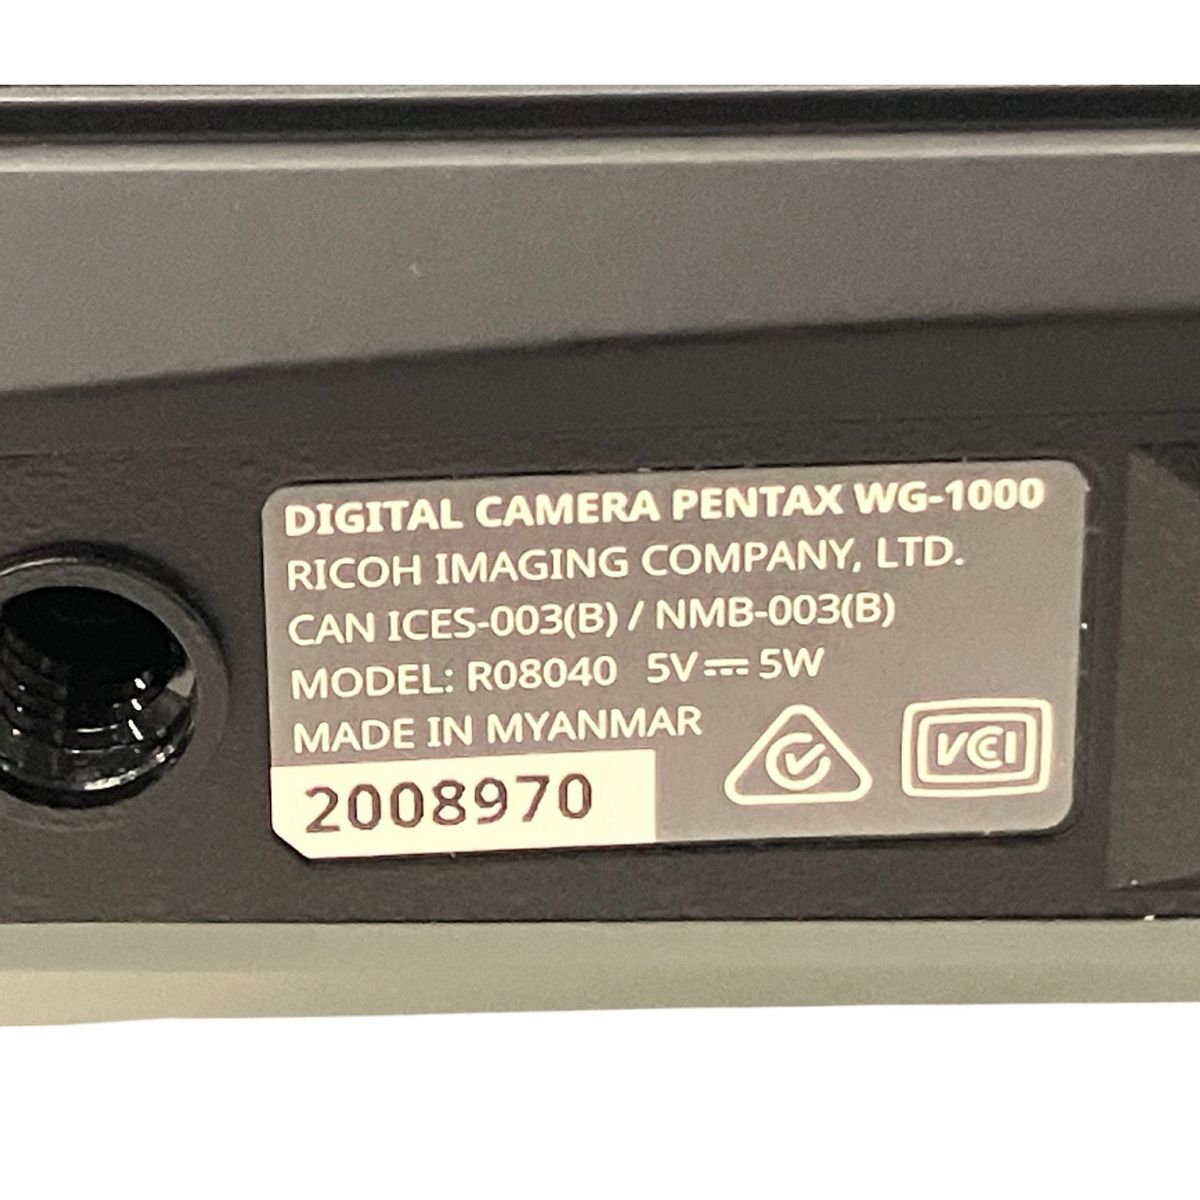 DIGITAL CAMERA PENTAX WG-1000
RICOH IMAGING COMPANY, LTD.
CAN ICES-003(B) / NMB-003(B)
MODEL: R08040 5V⎓5W
MADE IN MYANMAR
2008970
VCCI